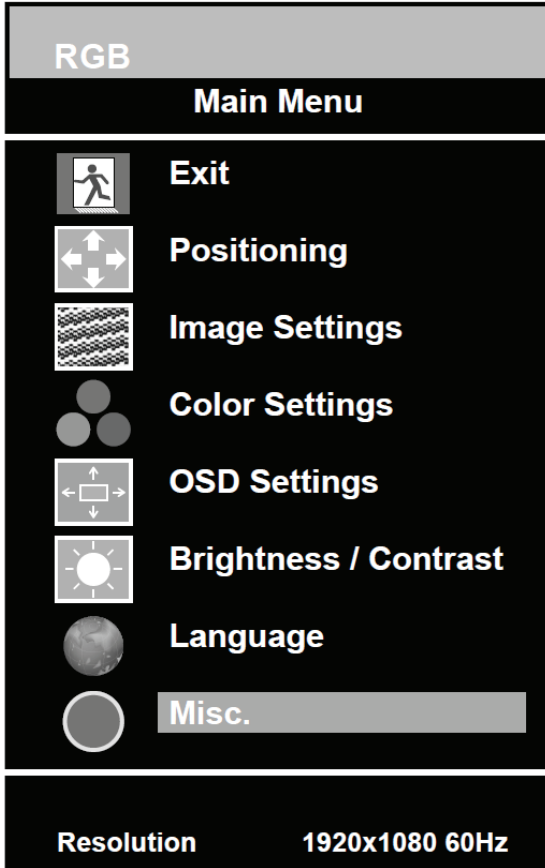 RGB
Main Menu
Exit
Positioning
Image Settings
Color Settings
OSD Settings
Brightness / Contrast
Language
Misc.
Resolution 1920x1080 60Hz